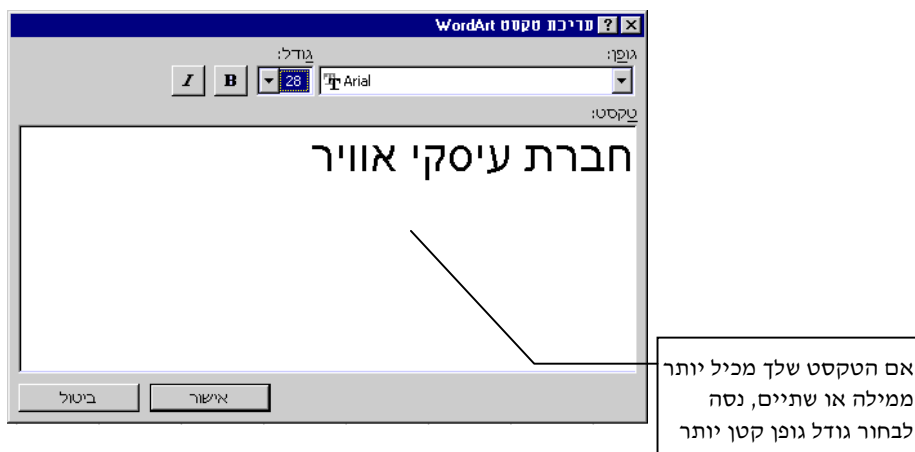 עריכת טקסט WordArt
גופן:
גודל:
Arial
28
B
I
טקסט:
חברת עיסקי אוויר
אישור
ביטול
אם הטקסט שלך מכיל יותר
ממילה או שתיים, נסה
לבחור גודל גופן קטן יותר